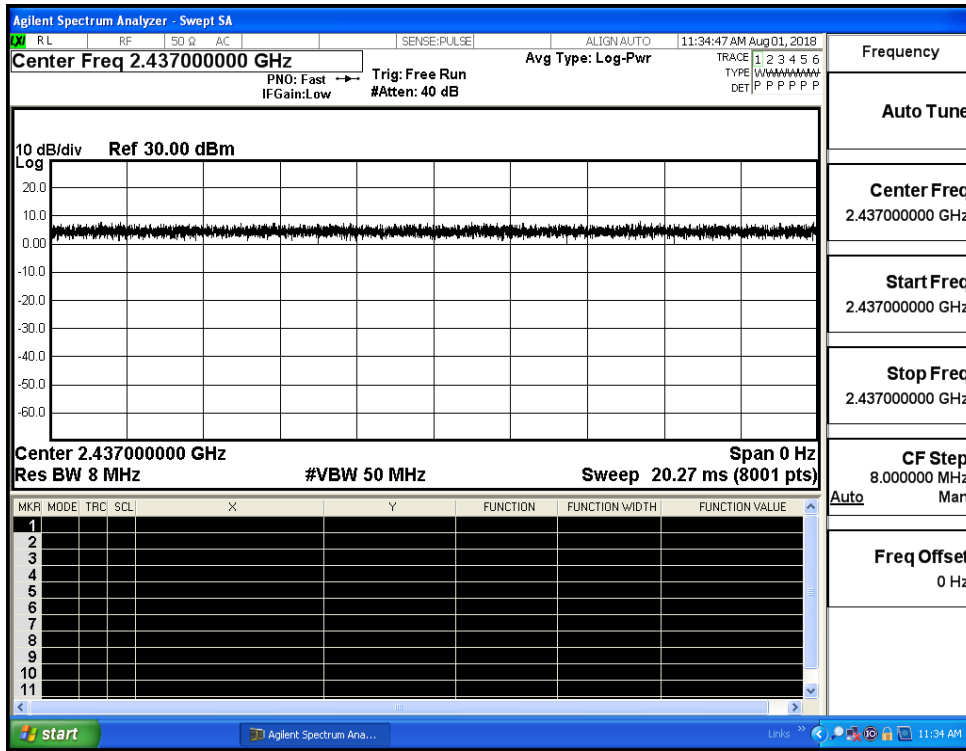 Agilent Spectrum Analyzer - Swept SA
LXI RL RF 50 Ω AC SENSE:PULSE ALIGN AUTO 11:34:47 AM Aug 01, 2018
Center Freq 2.437000000 GHz
PNO: Fast
IFGain:Low
Trig: Free Run
#Atten: 40 dB
Avg Type: Log-Pwr
TRACE 1 2 3 4 5 6
TYPE
DET P P P P P P
10 dB/div Ref 30.00 dBm
Log
20.0
10.0
0.00
-10.0
-20.0
-30.0
-40.0
-50.0
-60.0
Center 2.437000000 GHz Span 0 Hz
Res BW 8 MHz #VBW 50 MHz Sweep 20.27 ms (8001 pts)
MKR MODE TRC SCL X Y FUNCTION FUNCTION WIDTH FUNCTION VALUE
1
2
3
4
5
6
7
8
9
10
11
Frequency
Auto Tune
Center Freq
2.437000000 GHz
Start Freq
2.437000000 GHz
Stop Freq
2.437000000 GHz
CF Step
8.000000 MHz
Auto Man
Freq Offset
0 Hz
start Agilent Spectrum Ana... Links » 11:34 AM